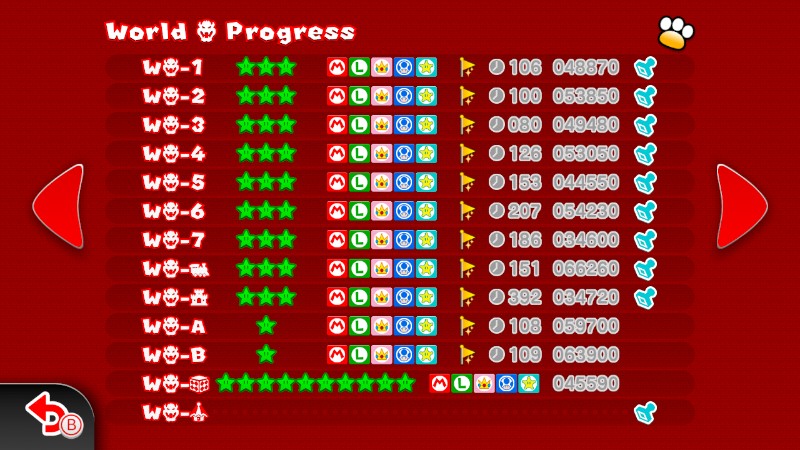 World Progress
W-1 M L 106 048870
W-2 M L 100 053850
W-3 M L 080 049480
W-4 M L 126 053050
W-5 M L 153 044550
W-6 M L 207 054230
W-7 M L 186 034600
W- M L 151 066260
W- M L 392 034720
W-A M L 108 059700
W-B M L 109 063900
W- M L 045590
W-
B